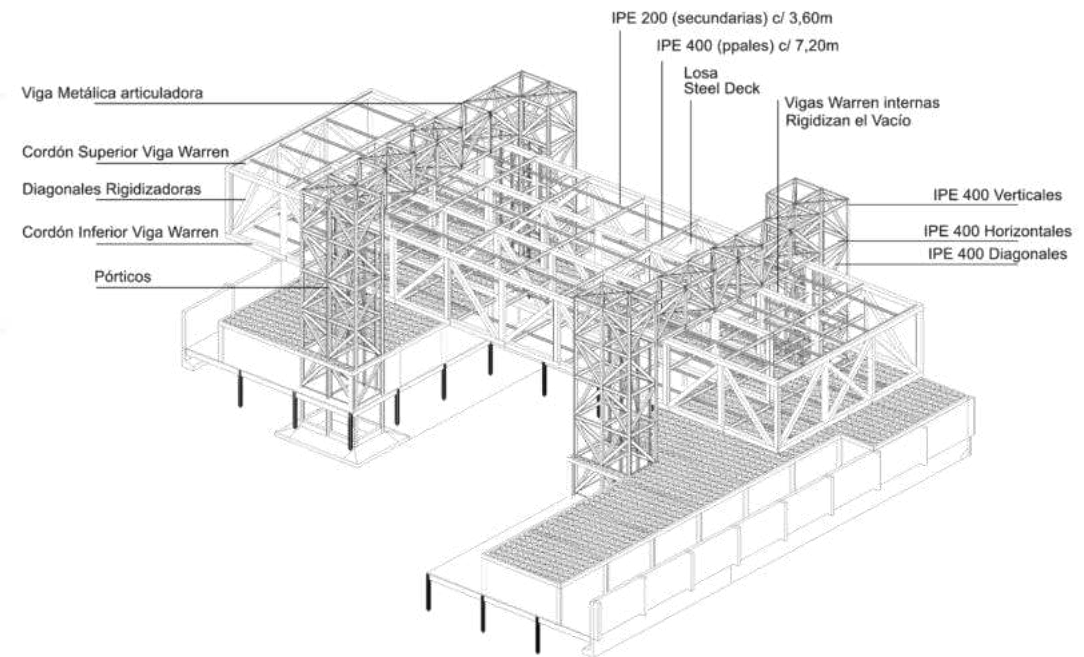 IPE 200 (secundarias) c/ 3,60m
IPE 400 (ppales) c/ 7,20m
Losa
Steel Deck
Vigas Warren internas
Rigidizan el Vacío
Viga Metálica articuladora
Cordón Superior Viga Warren
Diagonales Rigidizadoras
Cordón Inferior Viga Warren
Pórticos
IPE 400 Verticales
IPE 400 Horizontales
IPE 400 Diagonales